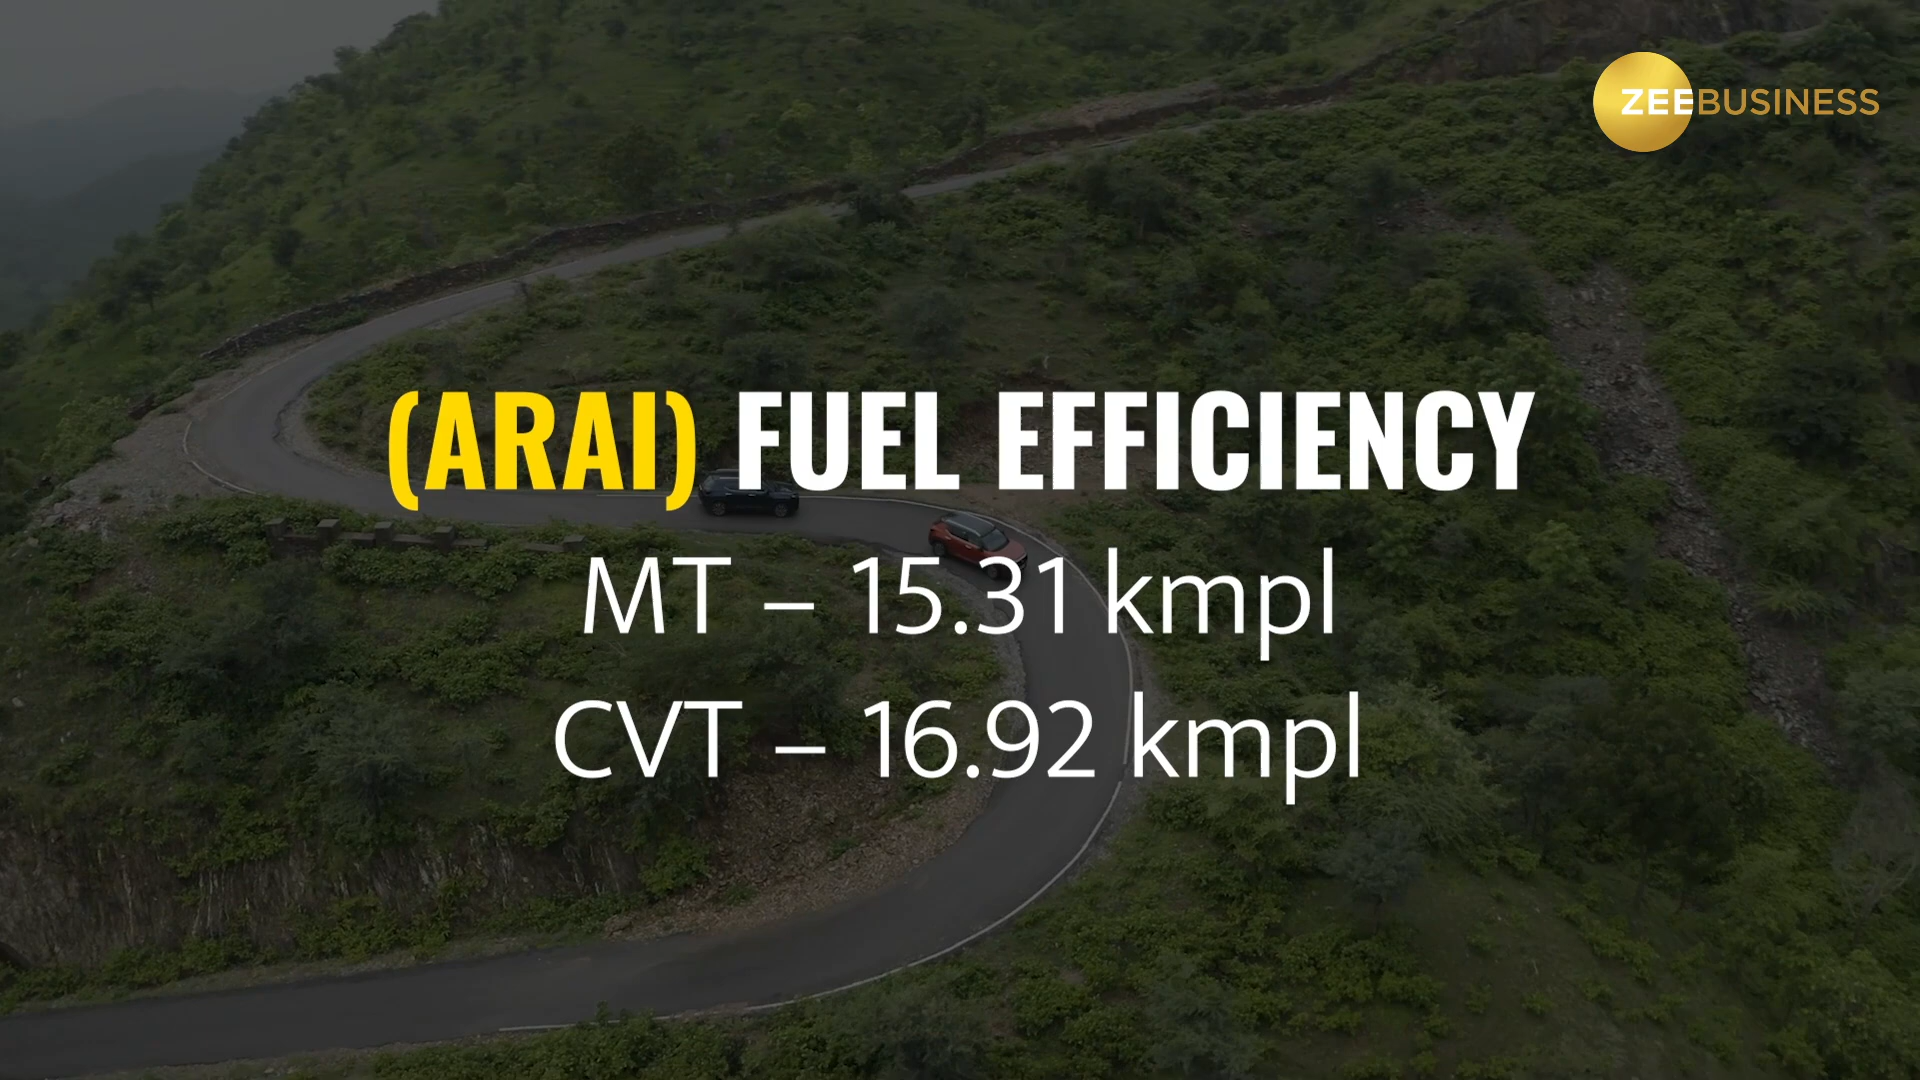 ZEEBUSINESS
(ARAI) FUEL EFFICIENCY
MT – 15.31 kmpl
CVT – 16.92 kmpl